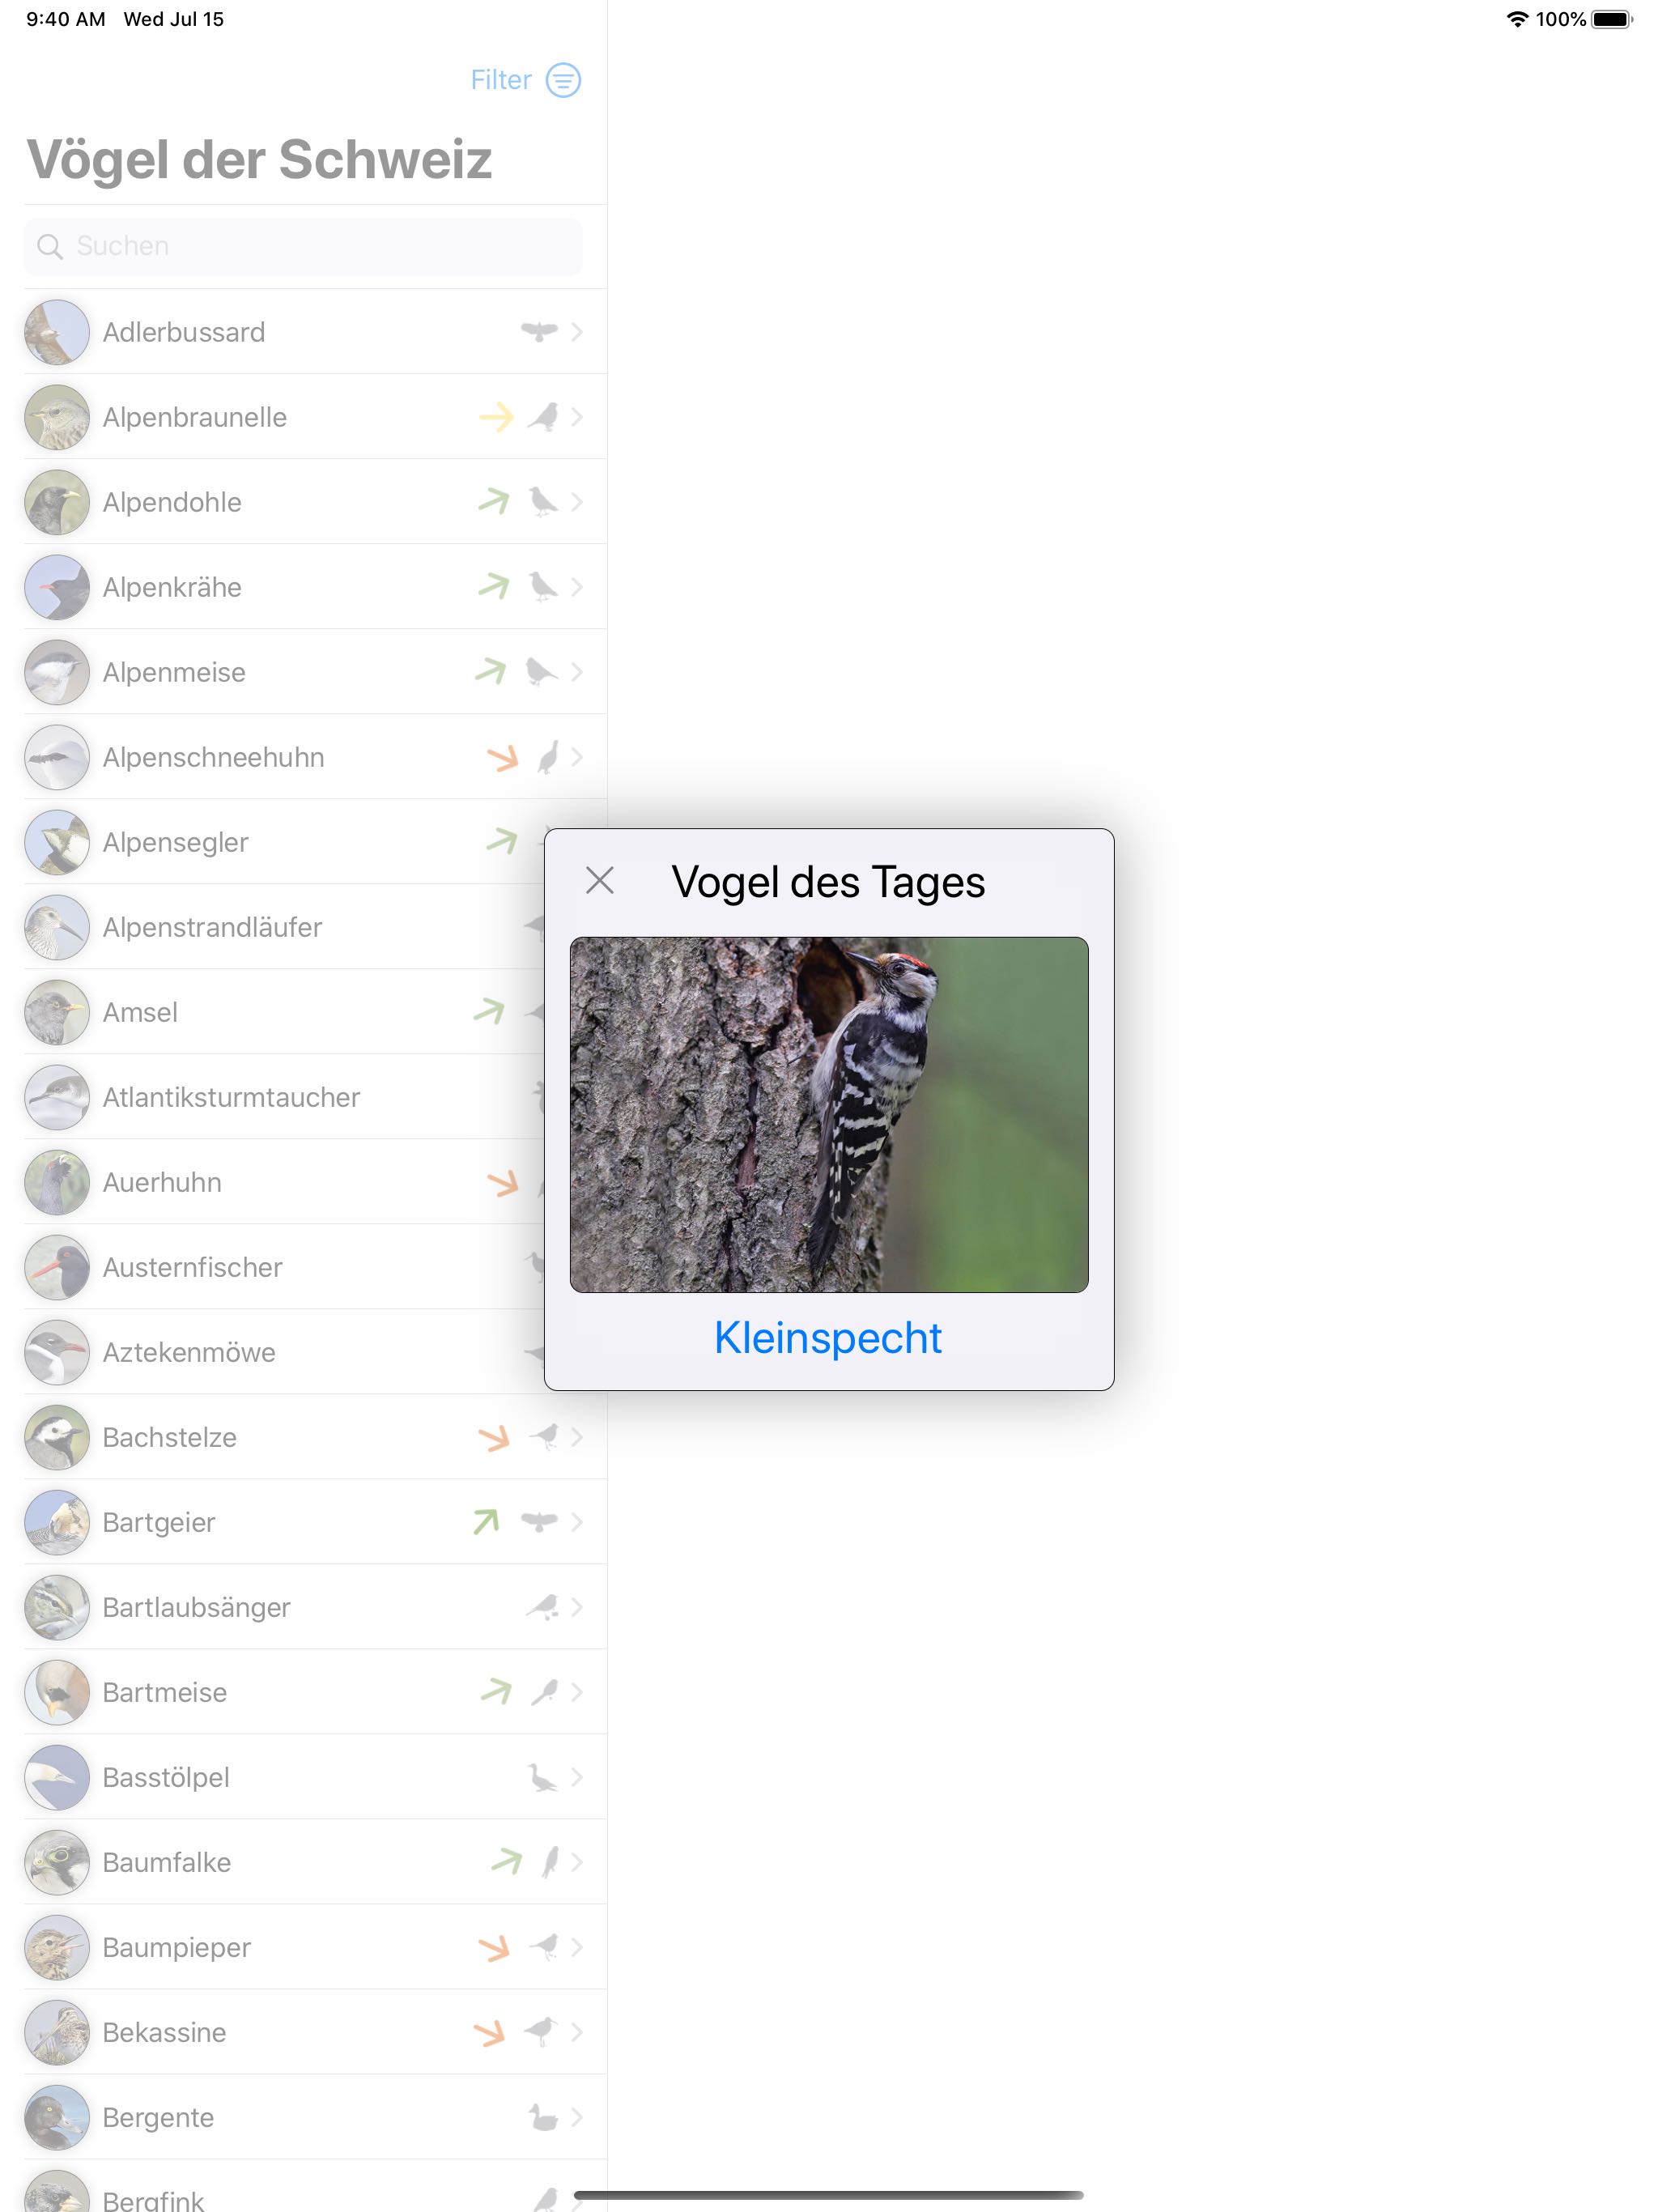 9:40 AM Wed Jul 15
100%
Filter
Vögel der Schweiz
Suchen
Adlerbussard
Alpenbraunelle
Alpendohle
Alpenkrähe
Alpenmeise
Alpenschneehuhn
Alpensegler
Alpenstrandläufer
Amsel
Atlantiksturmtaucher
Auerhuhn
Austernfischer
Aztekenmöwe
Bachstelze
Bartgeier
Bartlaubsänger
Bartmeise
Basstölpel
Baumfalke
Baumpieper
Bekassine
Bergente
Bergfink
Vogel des Tages
Kleinspecht